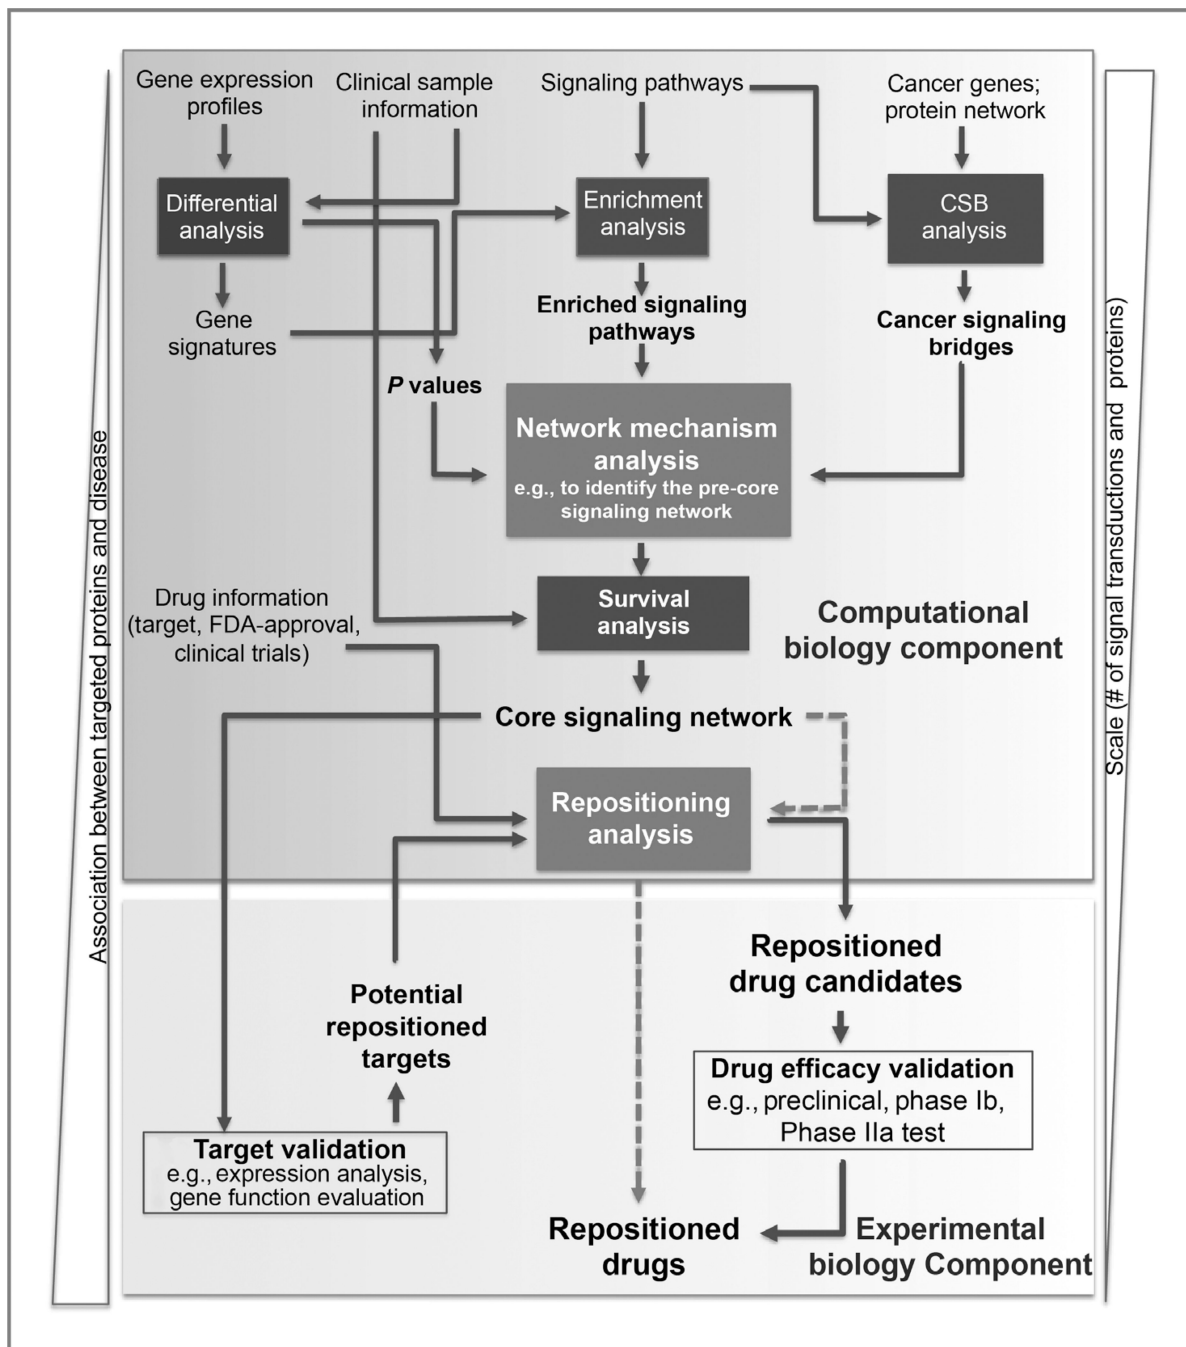 Gene expression
profiles
Clinical sample
information
Signaling pathways
Cancer genes;
protein network
Differential
analysis
Enrichment
analysis
CSB
analysis
Gene
signatures
Enriched signaling
pathways
Cancer signaling
bridges
P values
Network mechanism
analysis
e.g., to identify the pre-core
signaling network
Drug information
(target, FDA-approval,
clinical trials)
Survival
analysis
Computational
biology component
Core signaling network
Repositioning
analysis
Repositioned
drug candidates
Potential
repositioned
targets
Drug efficacy validation
e.g., preclinical, phase Ib,
Phase IIa test
Target validation
e.g., expression analysis,
gene function evaluation
Repositioned
drugs
Experimental
biology Component
Association between targeted proteins and disease
Scale (# of signal transductions and proteins)